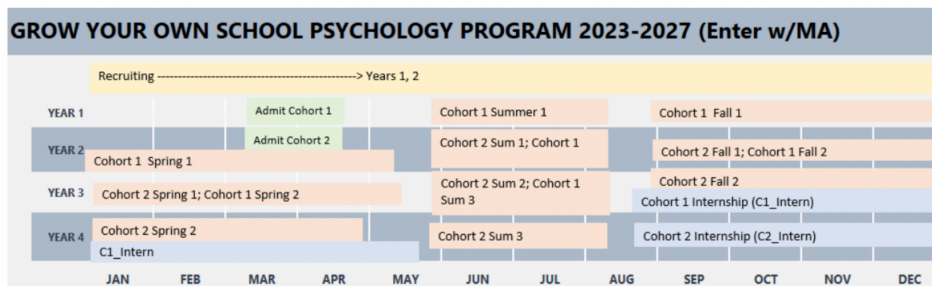 GROW YOUR OWN SCHOOL PSYCHOLOGY PROGRAM 2023-2027 (Enter w/MA)
Recruiting ------------------------------------------------> Years 1, 2
YEAR 1
Admit Cohort 1
Cohort 1 Summer 1
Cohort 1 Fall 1
YEAR 2
Admit Cohort 2
Cohort 1 Spring 1
Cohort 2 Sum 1; Cohort 1
Cohort 2 Fall 1; Cohort 1 Fall 2
YEAR 3
Cohort 2 Spring 1; Cohort 1 Spring 2
Cohort 2 Sum 2; Cohort 1
Sum 3
Cohort 2 Fall 2
Cohort 1 Internship (C1_Intern)
YEAR 4
Cohort 2 Spring 2
C1_Intern
Cohort 2 Sum 3
Cohort 2 Internship (C2_Intern)
JAN FEB MAR APR MAY JUN JUL AUG SEP OCT NOV DEC